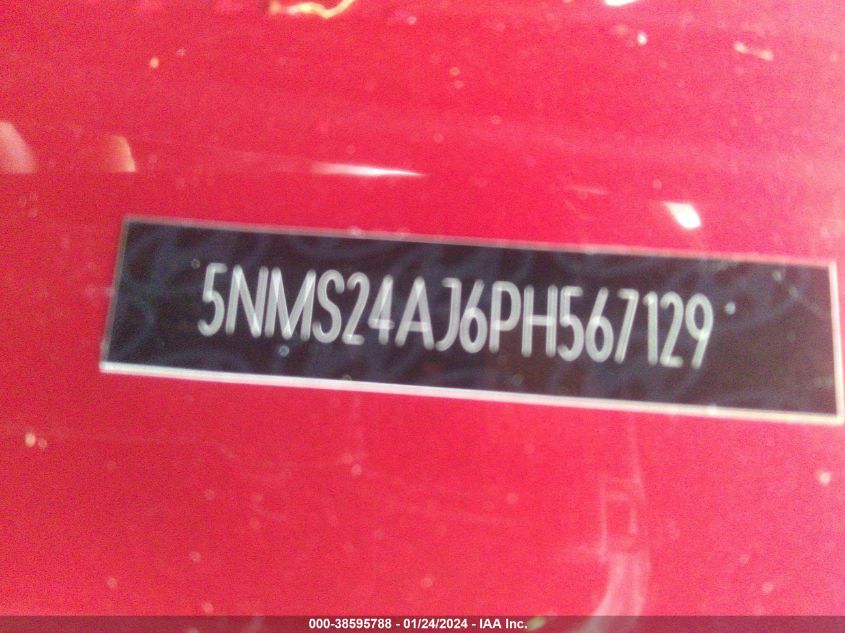 5NMS24AJ6PH567129
000-38595788 - 01/24/2024 - IAA Inc.